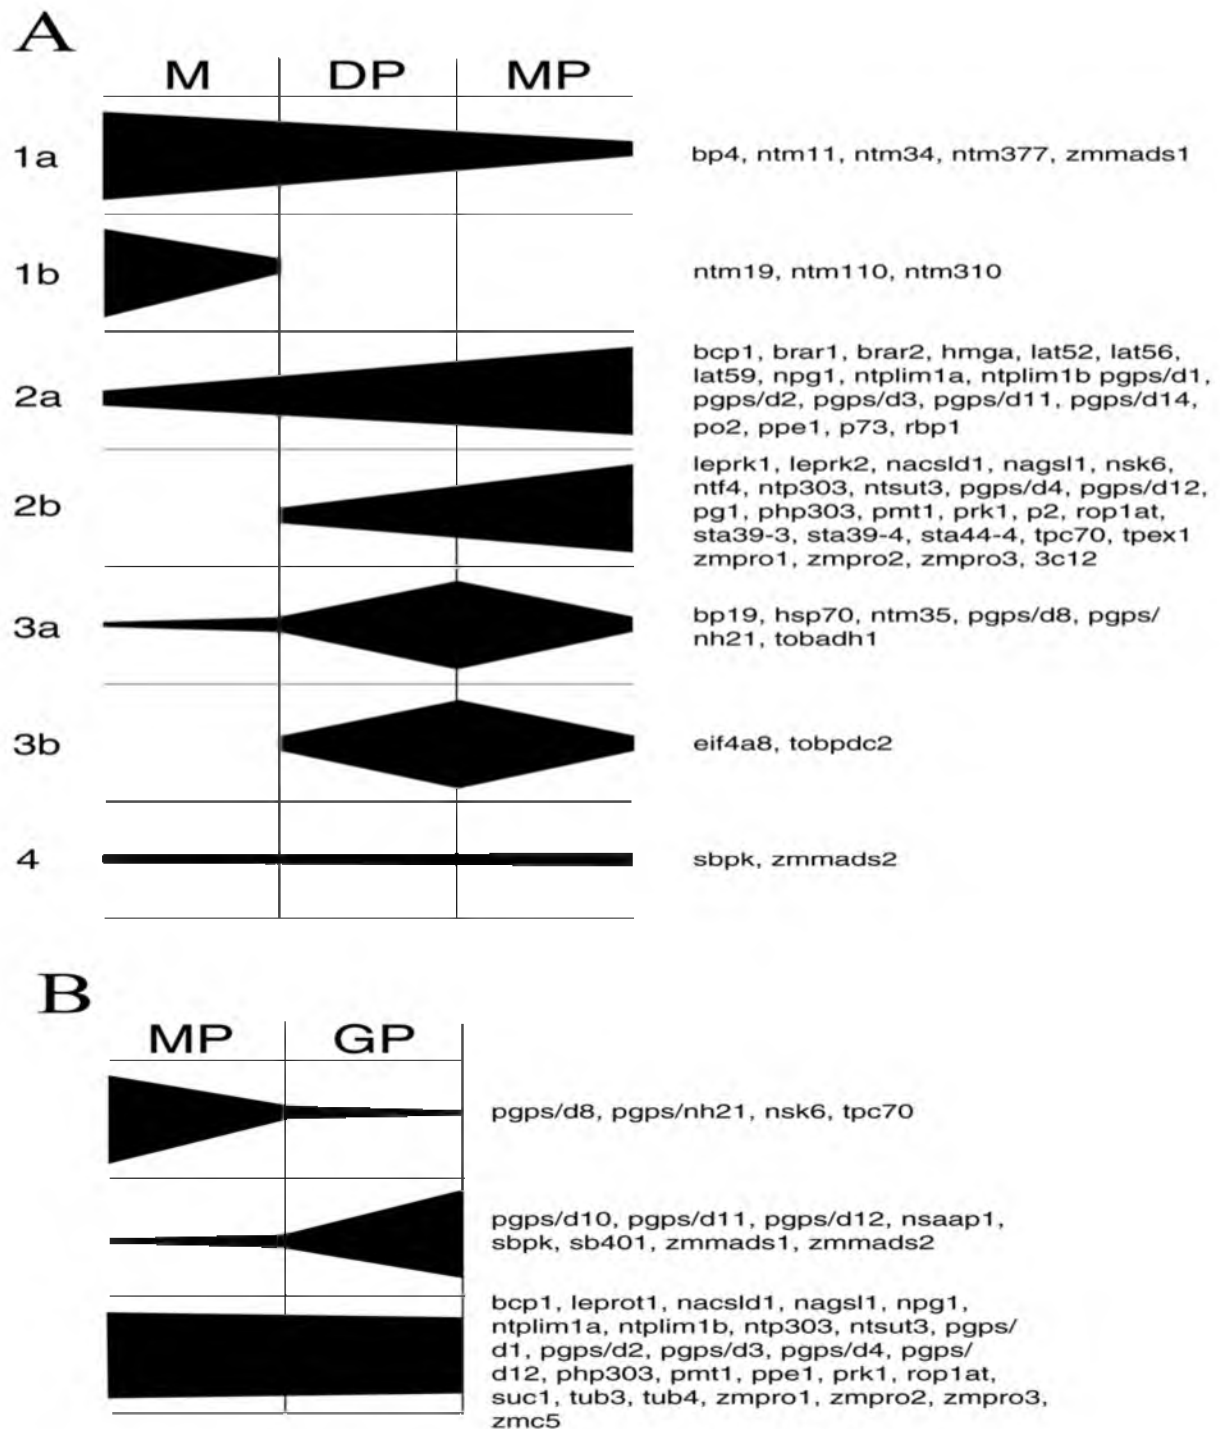 A
M DP MP
1a bp4, ntm11, ntm34, ntm377, zmmads1
1b ntm19, ntm110, ntm310
bcp1, brar1, brar2, hmga, lat52, lat56,
lat59, npg1, ntplim1a, ntplim1b pgps/d1,
2a pgps/d2, pgps/d3, pgps/d11, pgps/d14,
po2, ppe1, p73, rbp1
leprk1, leprk2, nacsld1, nagsl1, nsk6,
ntf4, ntp303, ntsut3, pgps/d4, pgps/d12,
2b pg1, php303, pmt1, prk1, p2, rop1at,
sta39-3, sta39-4, sta44-4, tpc70, tpex1
zmpro1, zmpro2, zmpro3, 3c12
3a bp19, hsp70, ntm35, pgps/d8, pgps/
nh21, tobadh1
3b eif4a8, tobpdc2
4 sbpk, zmmads2
B
MP GP
pgps/d8, pgps/nh21, nsk6, tpc70
pgps/d10, pgps/d11, pgps/d12, nsaap1,
sbpk, sb401, zmmads1, zmmads2
bcp1, leprot1, nacsld1, nagsl1, npg1,
ntplim1a, ntplim1b, ntp303, ntsut3, pgps/
d1, pgps/d2, pgps/d3, pgps/d4, pgps/
d12, php303, pmt1, ppe1, prk1, rop1at,
suc1, tub3, tub4, zmpro1, zmpro2, zmpro3,
zmc5